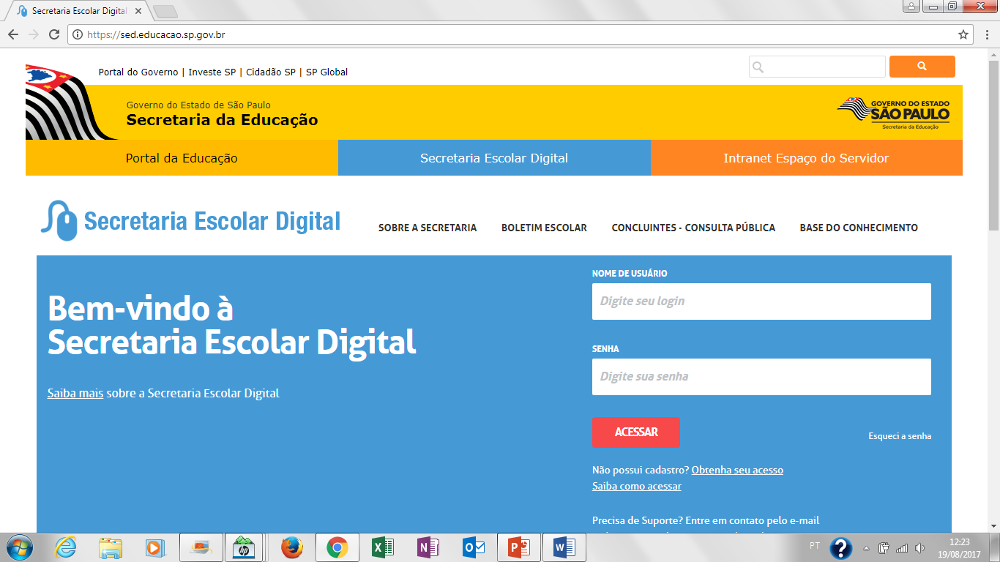 Secretaria Escolar Digital
https://sed.educacao.sp.gov.br
Portal do Governo | Investe SP | Cidadão SP | SP Global
Governo do Estado de São Paulo
Secretaria da Educação
GOVERNO DO ESTADO
SÃO PAULO
Secretaria da Educação
Portal da Educação
Secretaria Escolar Digital
Intranet Espaço do Servidor
Secretaria Escolar Digital
SOBRE A SECRETARIA
BOLETIM ESCOLAR
CONCLUINTES - CONSULTA PÚBLICA
BASE DO CONHECIMENTO
Bem-vindo à
Secretaria Escolar Digital
Saiba mais sobre a Secretaria Escolar Digital
NOME DE USUÁRIO
Digite seu login
SENHA
Digite sua senha
ACESSAR
Esqueci a senha
Não possui cadastro? Obtenha seu acesso
Saiba como acessar
Precisa de Suporte? Entre em contato pelo e-mail
hp
PT
12:23
19/08/2017